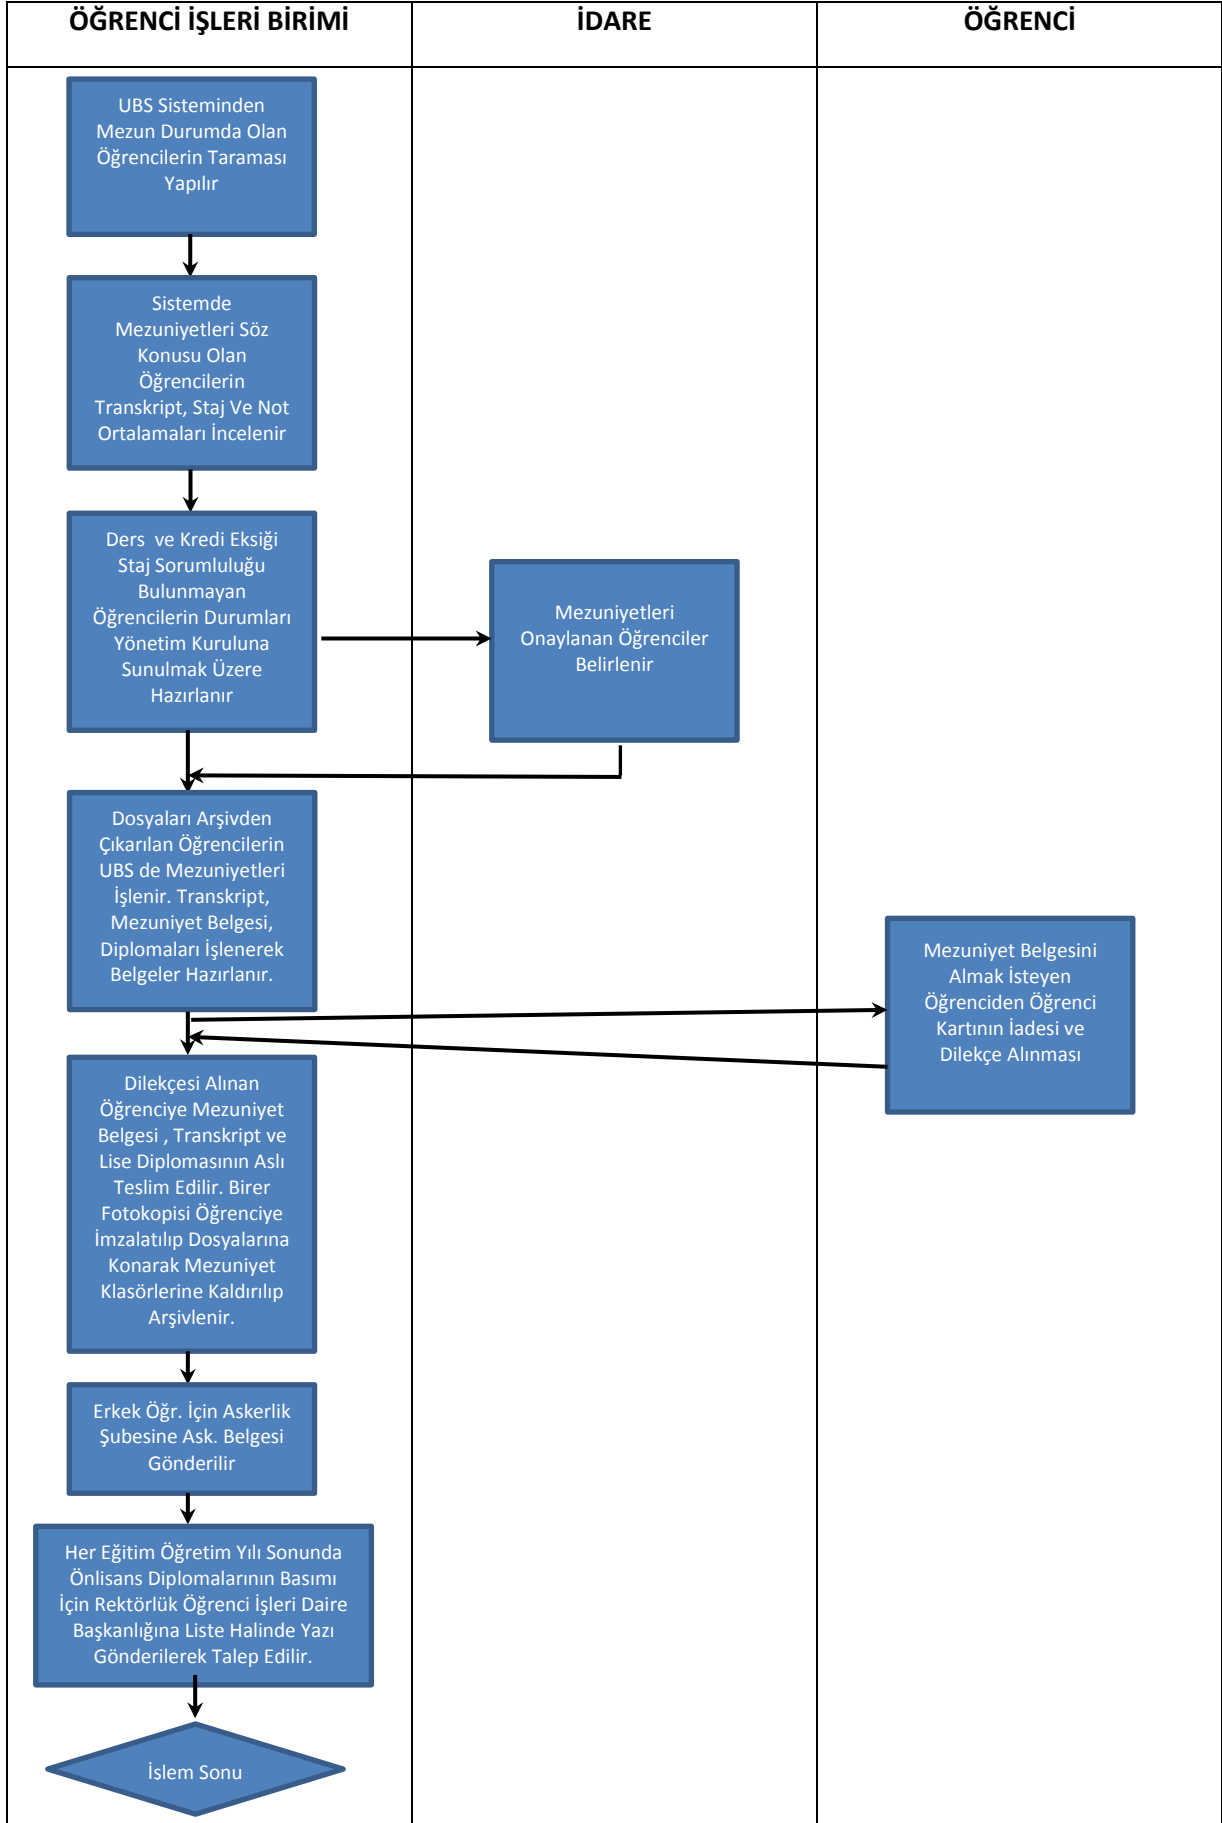 ÖĞRENCİ İŞLERİ BİRİMİ
İDARE
ÖĞRENCİ
UBS Sisteminden
Mezun Durumda Olan
Öğrencilerin Taraması
Yapılır
Sistemde
Mezuniyetleri Söz
Konusu Olan
Öğrencilerin
Transkript, Staj Ve Not
Ortalamaları İncelenir
Ders ve Kredi Eksiği
Staj Sorumluluğu
Bulunmayan
Öğrencilerin Durumları
Yönetim Kuruluna
Sunulmak Üzere
Hazırlanır
Mezuniyetleri
Onaylanan Öğrenciler
Belirlenir
Dosyaları Arşivden
Çıkarılan Öğrencilerin
UBS de Mezuniyetleri
İşlenir. Transkript,
Mezuniyet Belgesi,
Diplomaları İşlenerek
Belgeler Hazırlanır.
Mezuniyet Belgesini
Almak İsteyen
Öğrenciden Öğrenci
Kartının İadesi ve
Dilekçe Alınması
Dilekçesi Alınan
Öğrenciye Mezuniyet
Belgesi , Transkript ve
Lise Diplomasının Aslı
Teslim Edilir. Birer
Fotokopisi Öğrenciye
İmzalatılıp Dosyalarına
Konarak Mezuniyet
Klasörlerine Kaldırılıp
Arşivlenir.
Erkek Öğr. İçin Askerlik
Şubesine Ask. Belgesi
Gönderilir
Her Eğitim Öğretim Yılı Sonunda
Önlisans Diplomalarının Basımı
İçin Rektörlük Öğrenci İşleri Daire
Başkanlığına Liste Halinde Yazı
Gönderilerek Talep Edilir.
İşlem Sonu